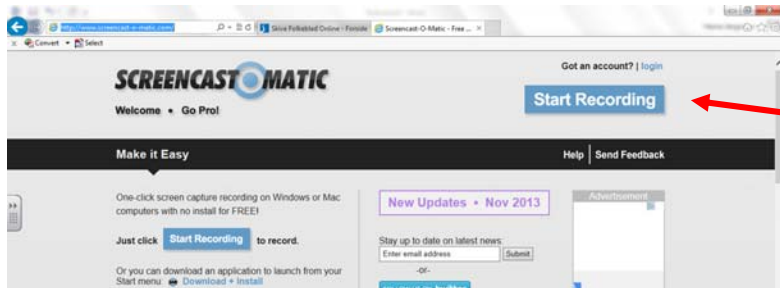 http://www.screencast-o-matic.com/
Skive Folkeblad Online - Forside
Screencast-O-Matic - Free ...
x Convert Select
SCREENCAST O MATIC
Got an account? | login
Start Recording
Welcome • Go Pro!
Make it Easy
Help | Send Feedback
One-click screen capture recording on Windows or Mac
computers with no install for FREE!
Just click Start Recording to record.
Or you can download an application to launch from your
Start menu: Download + Install
New Updates • Nov 2013
Stay up to date on latest news:
Enter email address Submit
-or-
Advertisement